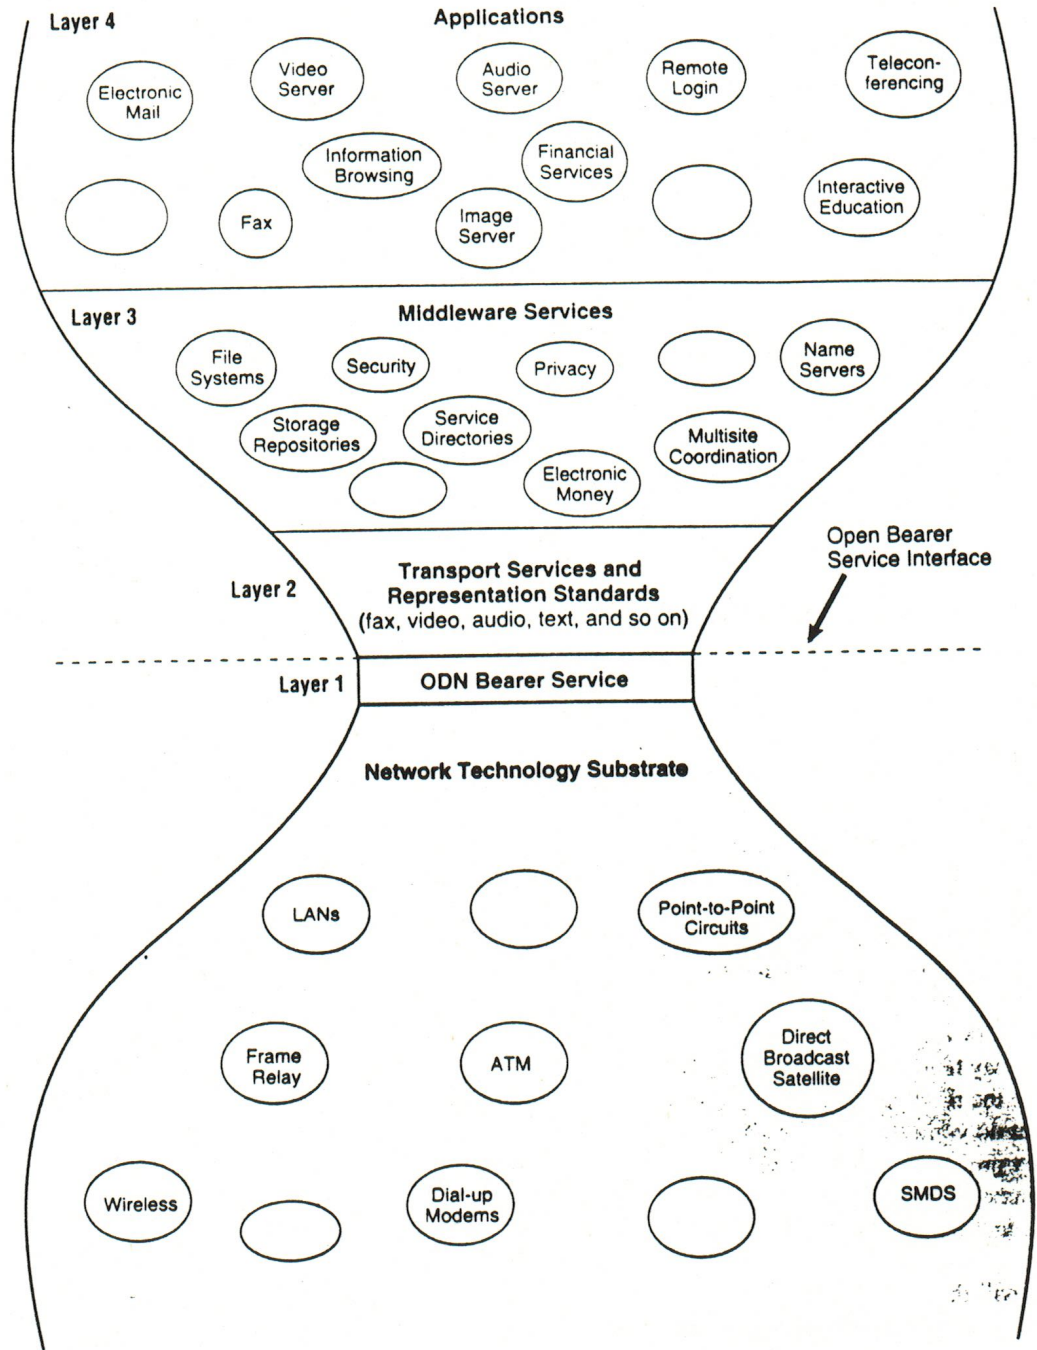 Layer 4
Applications
Electronic
Mail
Video
Server
Audio
Server
Remote
Login
Telecon-
ferencing
Information
Browsing
Financial
Services
Fax
Image
Server
Interactive
Education
Layer 3
Middleware Services
File
Systems
Security
Privacy
Name
Servers
Storage
Repositories
Service
Directories
Multisite
Coordination
Electronic
Money
Open Bearer
Service Interface
Layer 2
Transport Services and
Representation Standards
(fax, video, audio, text, and so on)
Layer 1
ODN Bearer Service
Network Technology Substrate
LANs
Point-to-Point
Circuits
Frame
Relay
ATM
Direct
Broadcast
Satellite
Wireless
Dial-up
Modems
SMDS